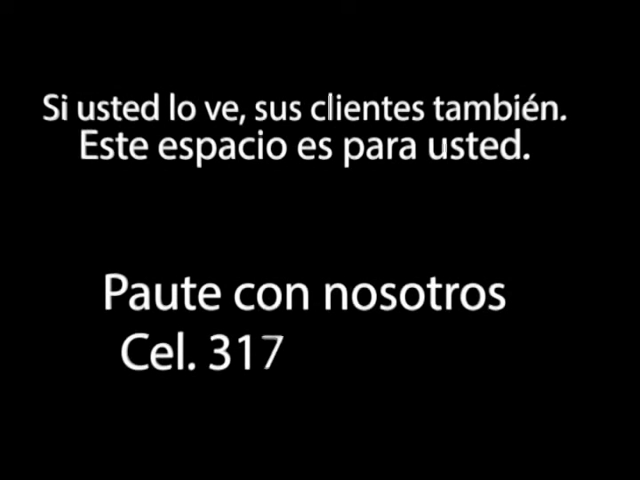 Si usted lo ve, sus clientes también.
Este espacio es para usted.
Paute con nosotros
Cel. 317